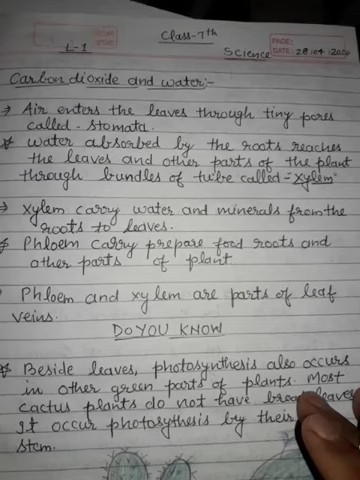 Class-7th
L-1
Science
PAGE:
DATE: 28/04/2020
Carbon dioxide and water:-
→ Air enters the leaves through tiny pores
called - stomata.
Water absorbed by the roots reaches
the leaves and other parts of the plant
through bundles of tube called = Xylem
→ Xylem carry water and minerals from the
roots to leaves.
Phloem carry prepare food roots and
other parts of plant
Phloem and xylem are parts of leaf
veins.
DO YOU KNOW
Beside leaves, photosynthesis also occurs
in other green parts of plants. Most
cactus plants do not have broad leaves
It occur photosythesis by their
stem.